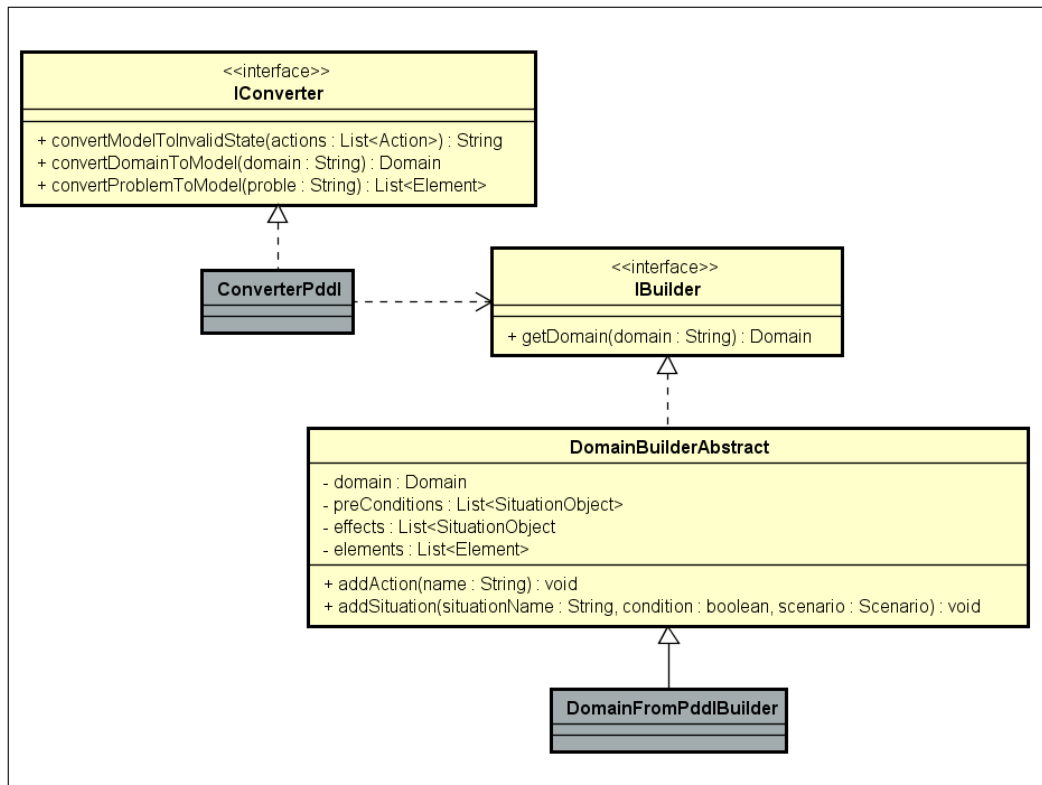 <<interface>>
IConverter
+ convertModelToInvalidState(actions : List<Action>) : String
+ convertDomainToModel(domain : String) : Domain
+ convertProblemToModel(proble : String) : List<Element>
ConverterPddl
<<interface>>
IBuilder
+ getDomain(domain : String) : Domain
DomainBuilderAbstract
- domain : Domain
- preConditions : List<SituationObject>
- effects : List<SituationObject
- elements : List<Element>
+ addAction(name : String) : void
+ addSituation(situationName : String, condition : boolean, scenario : Scenario) : void
DomainFromPddlBuilder